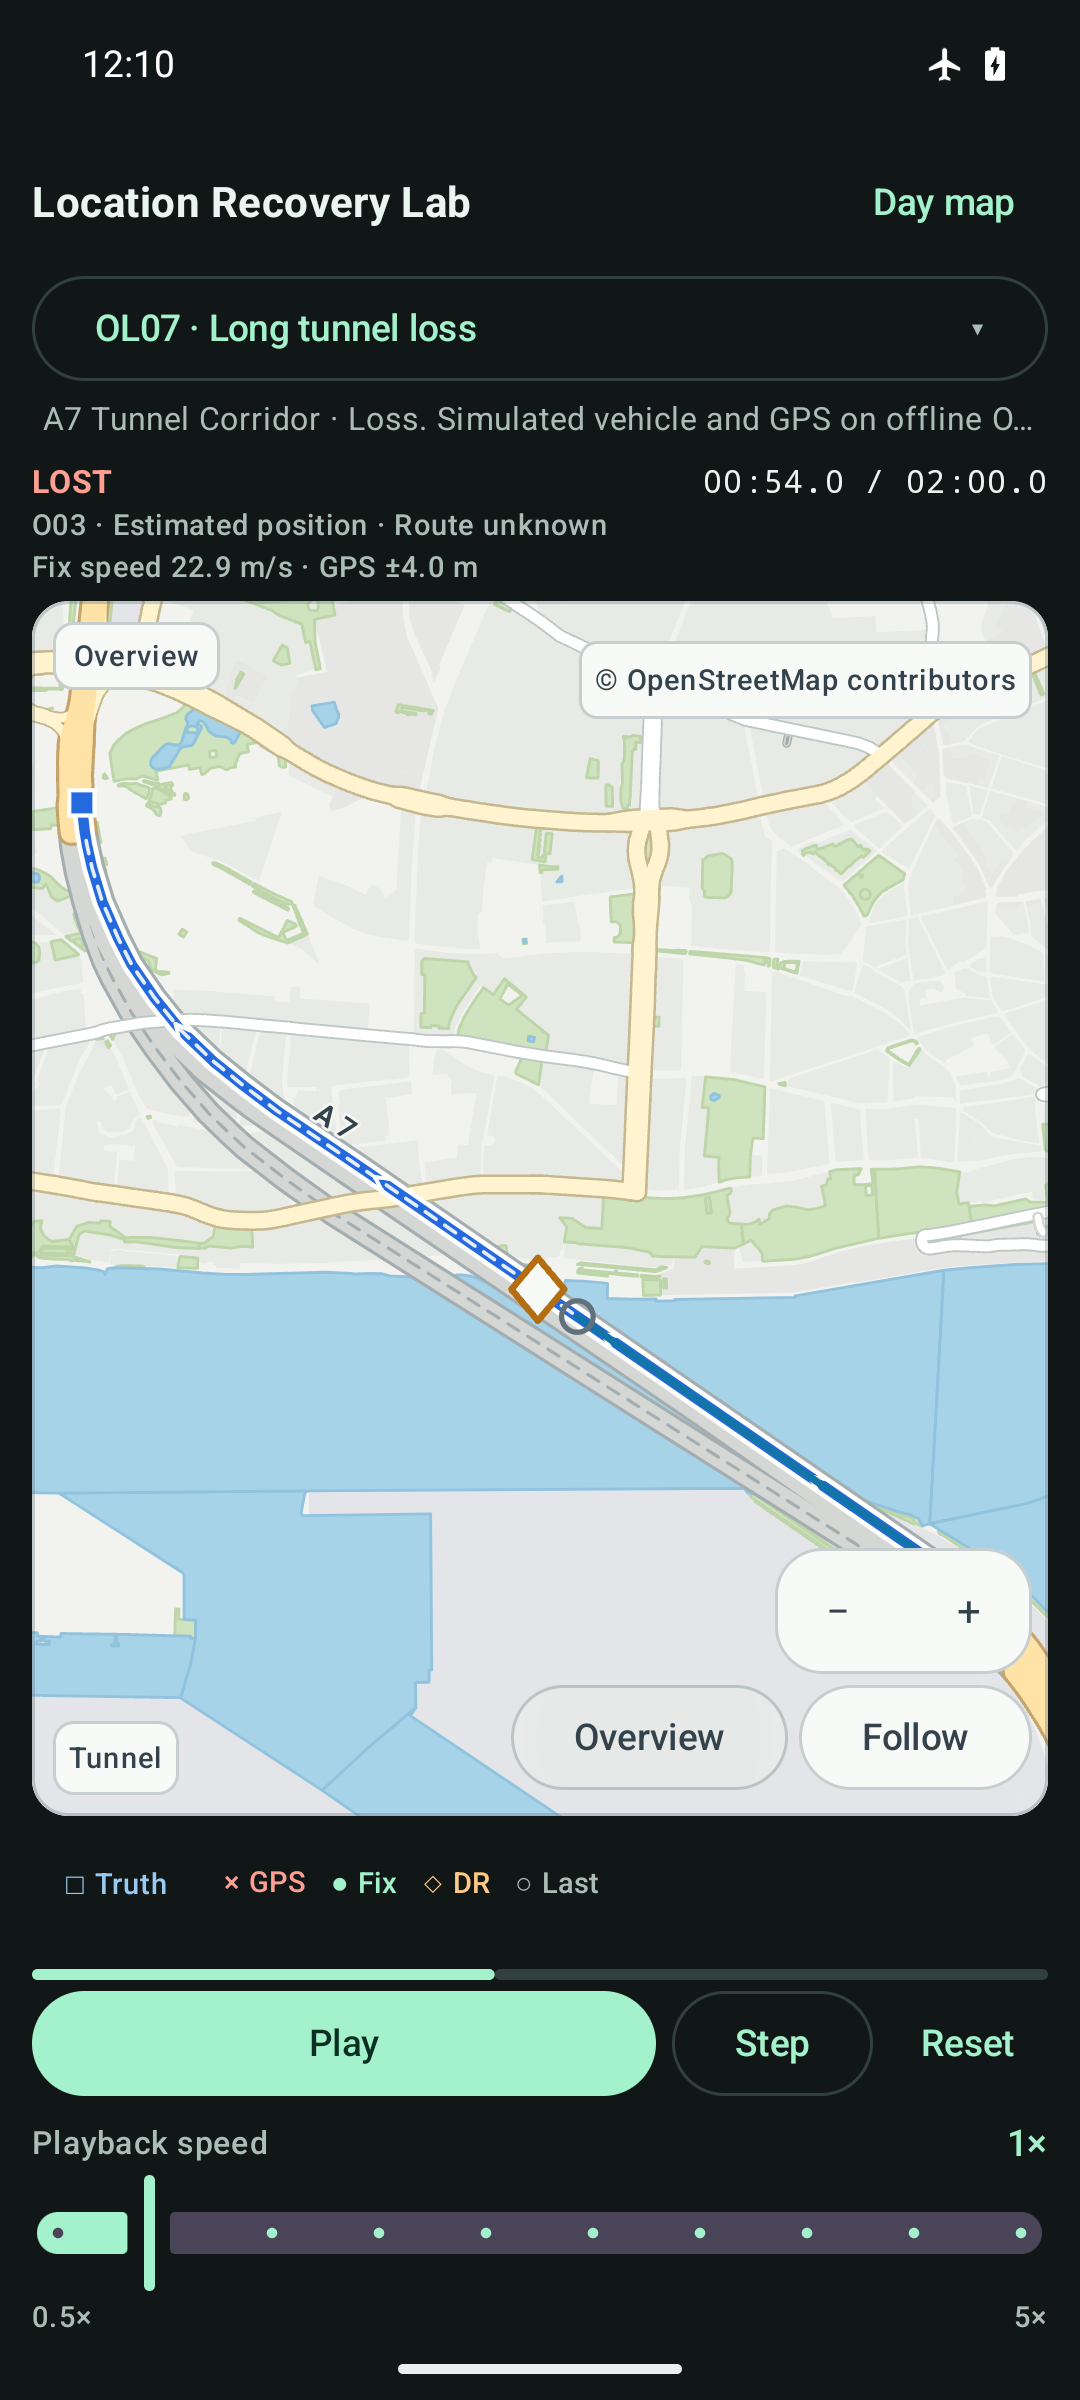 12:10
Location Recovery Lab
Day map
OL07 · Long tunnel loss
A7 Tunnel Corridor · Loss. Simulated vehicle and GPS on offline O…
LOST
00:54.0 / 02:00.0
O03 · Estimated position · Route unknown
Fix speed 22.9 m/s · GPS ±4.0 m
Overview
© OpenStreetMap contributors
A7
− +
Overview
Follow
Tunnel
□ Truth × GPS ● Fix ◇ DR ○ Last
Play
Step
Reset
Playback speed
1×
0.5×
5×